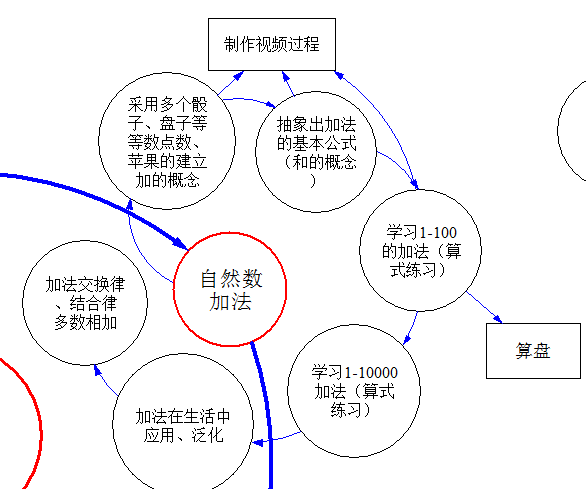 制作视频过程
采用多个骰
子、盘子等
等数点数、
苹果的建立
加的概念
抽象出加法
的基本公式
（和的概念
）
学习1-100
的加法（算
式练习）
自然数
加法
加法交换律
、结合律
多数相加
算盘
学习1-10000
加法（算式
练习）
加法在生活中
应用、泛化